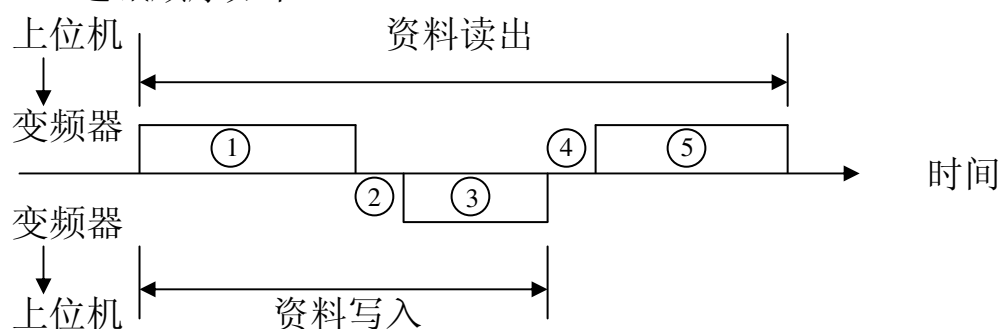 上位机
资料读出
变频器
① ④ ⑤
② ③
时间
变频器
上位机
资料写入